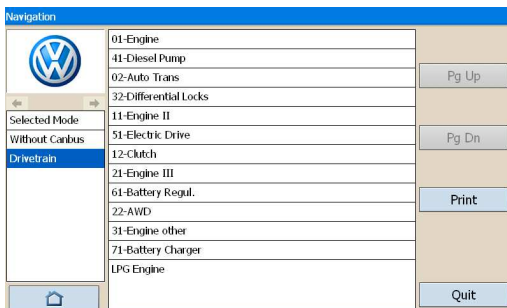 Navigation
01-Engine
41-Diesel Pump
02-Auto Trans
32-Differential Locks
11-Engine II
51-Electric Drive
12-Clutch
21-Engine III
61-Battery Regul.
22-AWD
31-Engine other
71-Battery Charger
LPG Engine
Selected Mode
Without Canbus
Drivetrain
Pg Up
Pg Dn
Print
Quit